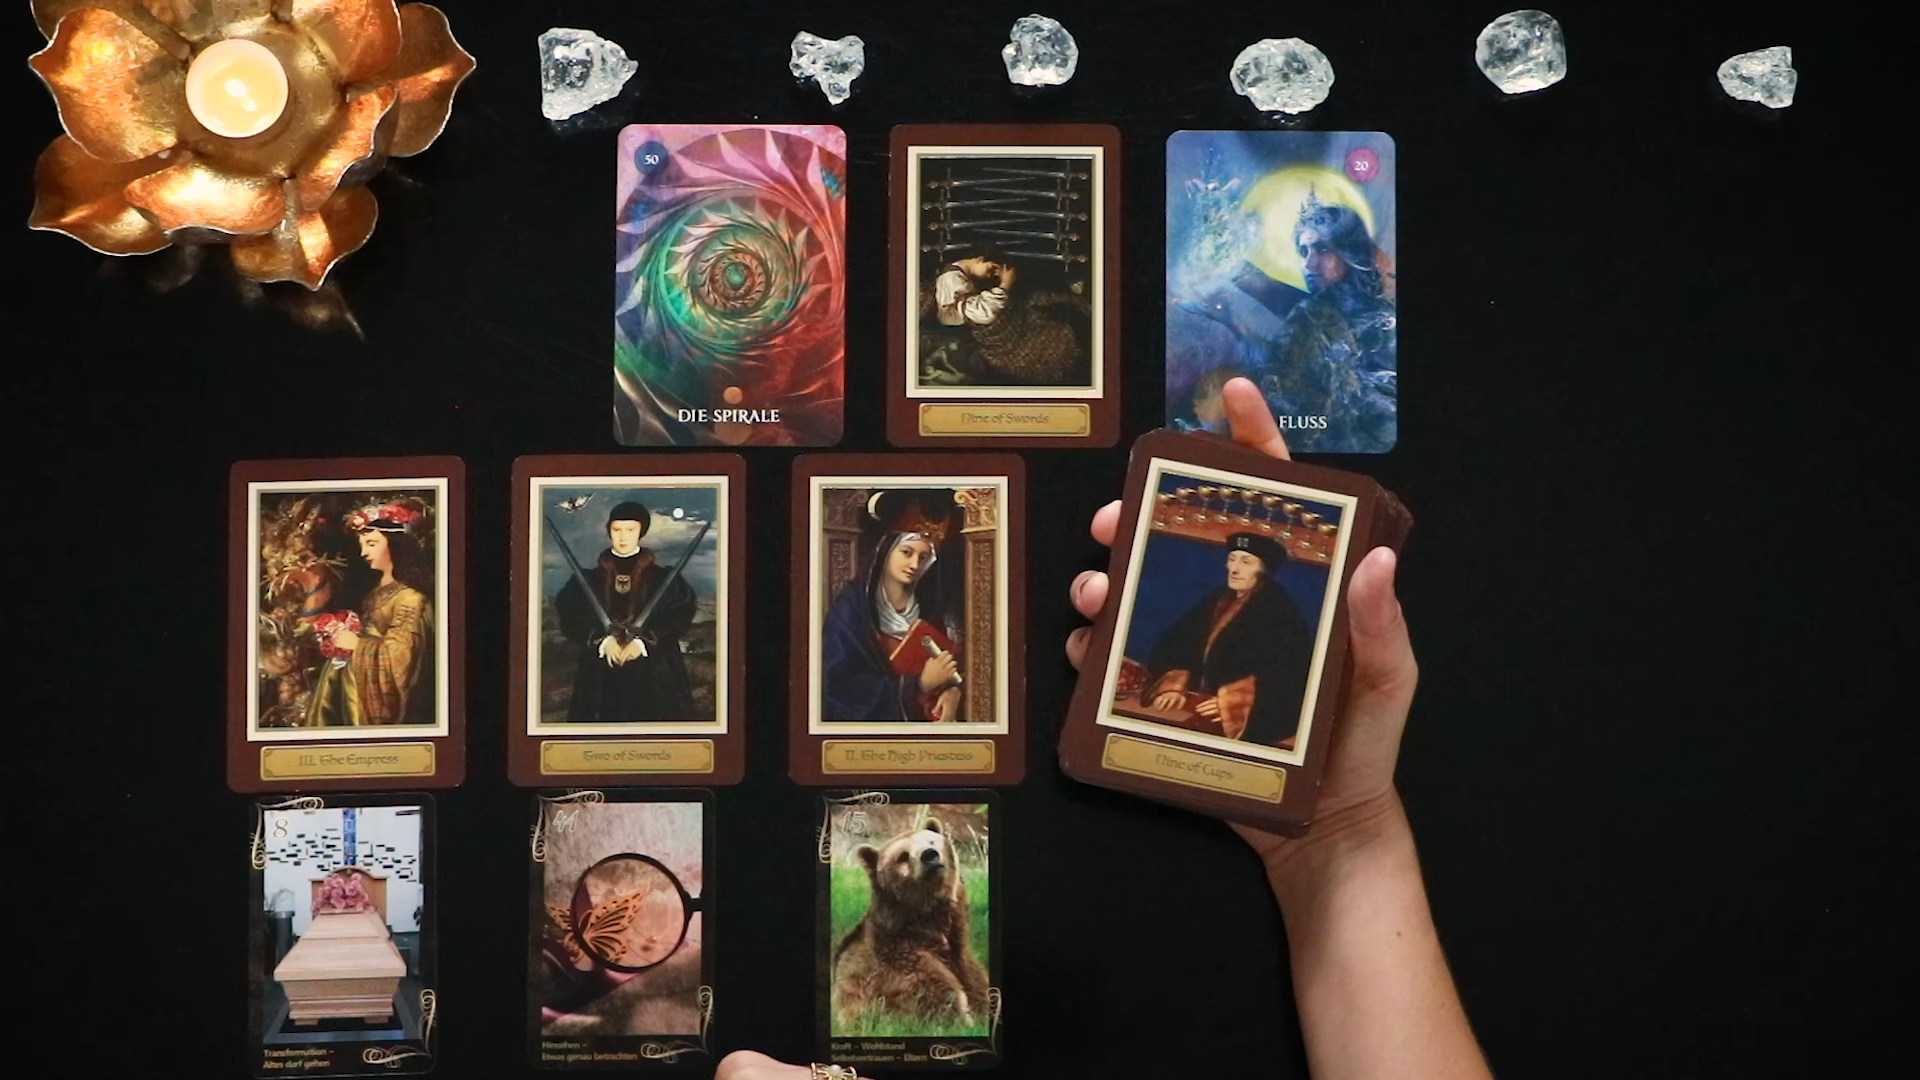 50
DIE SPIRALE
Nine of Swords
20
FLUSS
III. The Empress
Two of Swords
II. The High Priestess
Nine of Cups
8
Transformation –
Altes darf gehen
41
Hinsehen –
Etwas genau betrachten
15
Kraft – Wohlstand
Selbstvertrauen – Eltern